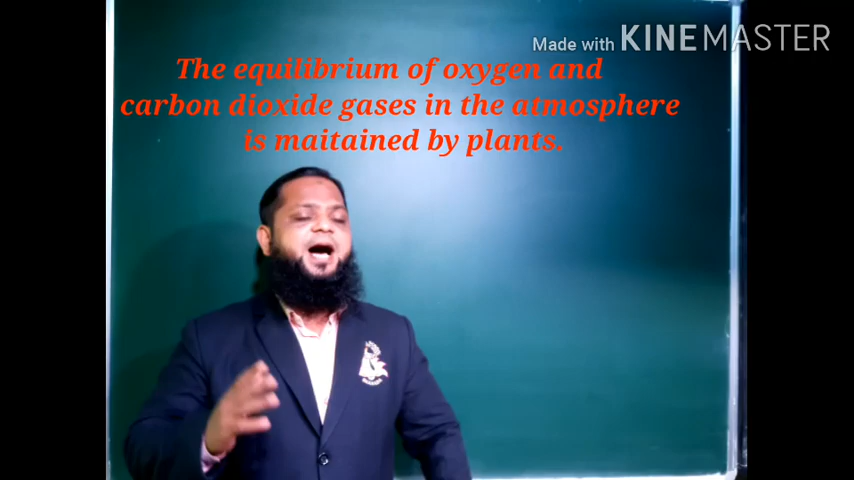 Made with KINEMASTER
The equilibrium of oxygen and
carbon dioxide gases in the atmosphere
is maitained by plants.